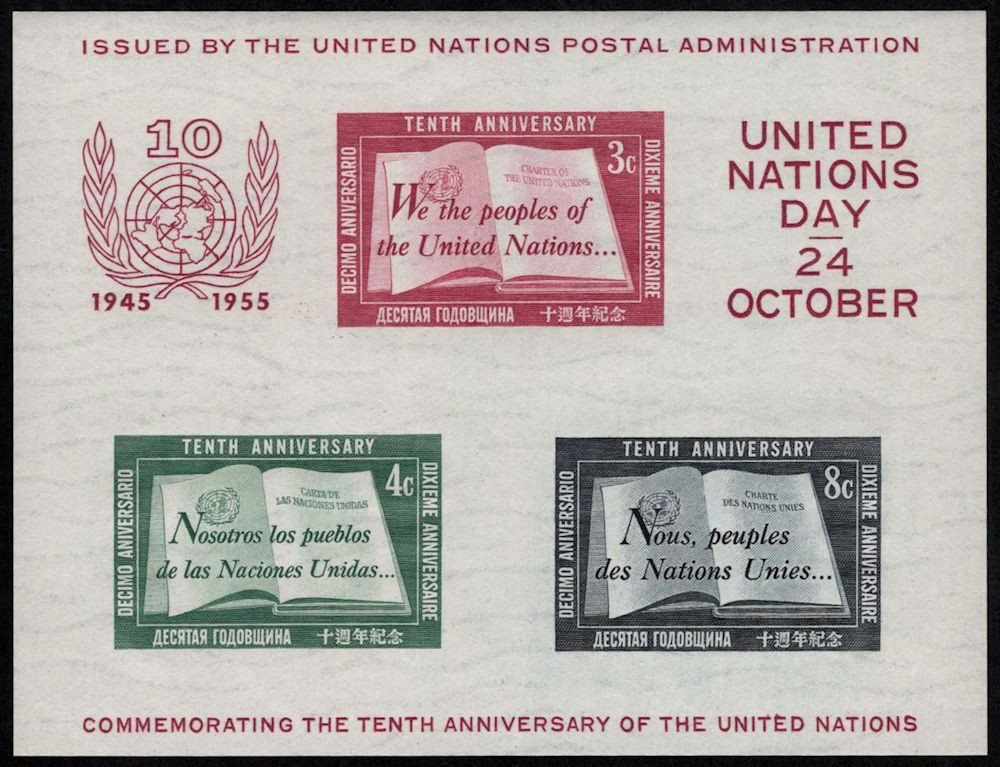 ISSUED BY THE UNITED NATIONS POSTAL ADMINISTRATION
10
1945 1955
TENTH ANNIVERSARY
DECIMO ANIVERSARIO
3c
CHARTER OF
THE UNITED NATIONS
We the peoples of
the United Nations...
DIXIEME ANNIVERSAIRE
ДЕСЯТАЯ ГОДОВЩИНА 十週年紀念
UNITED
NATIONS
DAY
24
OCTOBER
TENTH ANNIVERSARY
DECIMO ANIVERSARIO
4c
CARTA DE
LAS NACIONES UNIDAS
Nosotros los pueblos
de las Naciones Unidas...
DIXIEME ANNIVERSAIRE
ДЕСЯТАЯ ГОДОВЩИНА 十週年紀念
TENTH ANNIVERSARY
DECIMO ANIVERSARIO
8c
CHARTE
DES NATIONS UNIES
Nous, peuples
des Nations Unies...
DIXIEME ANNIVERSAIRE
ДЕСЯТАЯ ГОДОВЩИНА 十週年紀念
COMMEMORATING THE TENTH ANNIVERSARY OF THE UNITED NATIONS